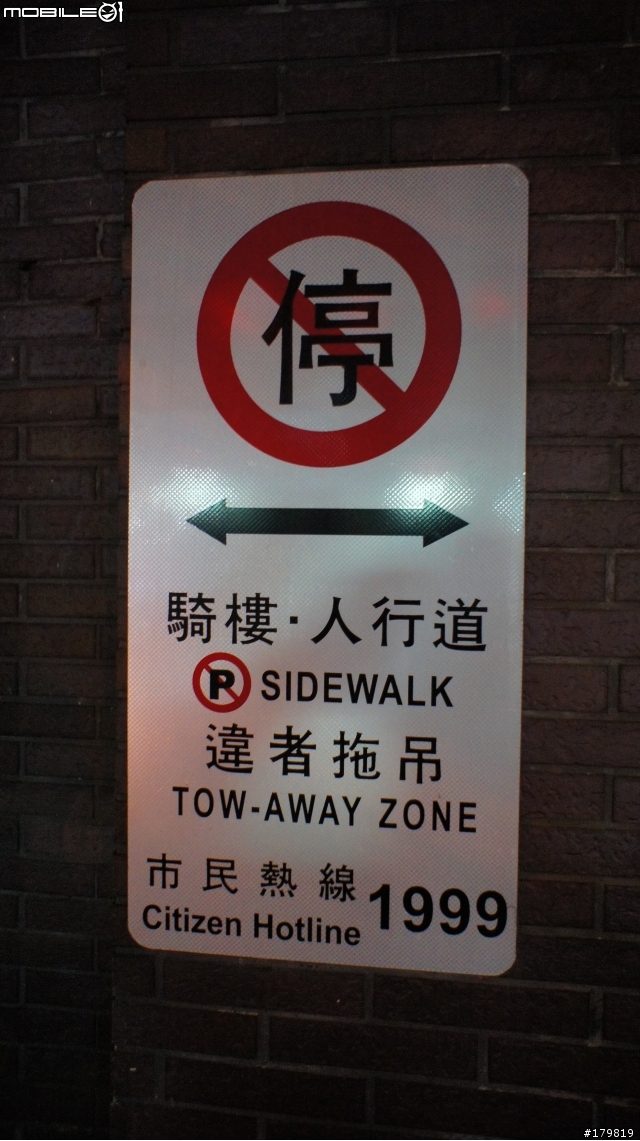 MOBILE01
停
騎樓·人行道
P SIDEWALK
違者拖吊
TOW-AWAY ZONE
市民熱線 1999
Citizen Hotline
#179819